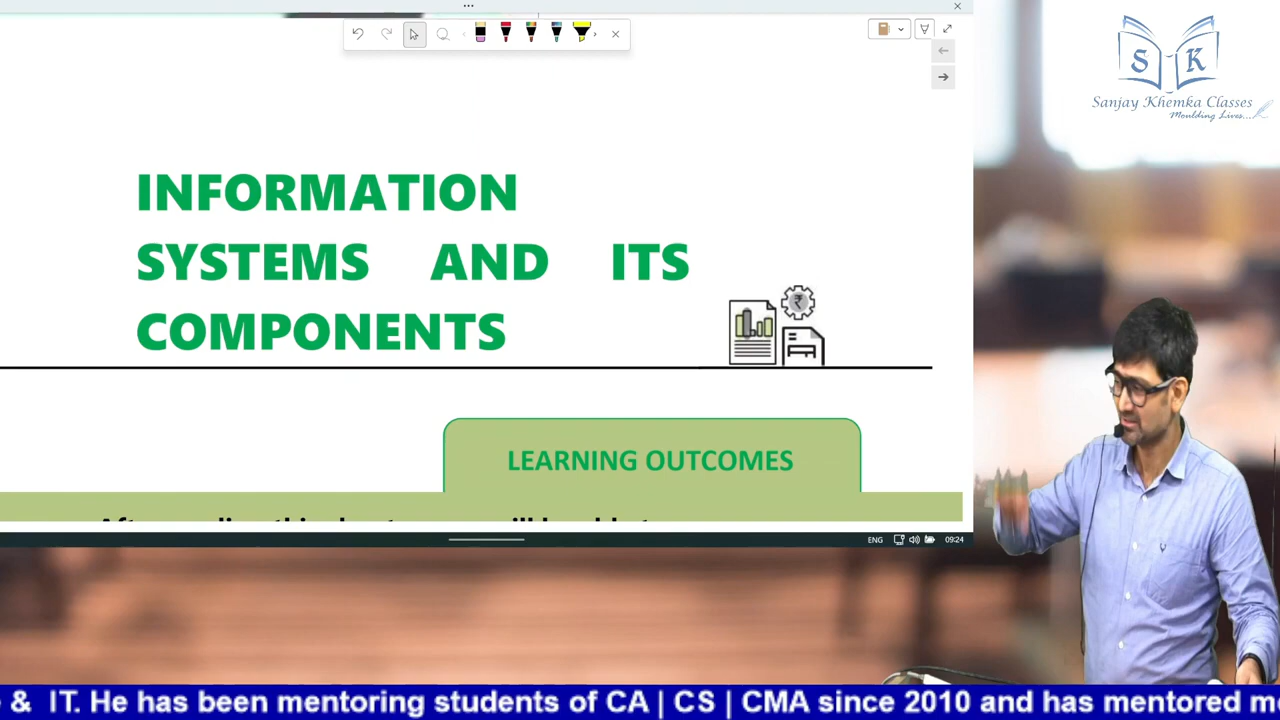 S K
Sanjay Khemka Classes
Moulding Lives...
INFORMATION
SYSTEMS AND ITS
COMPONENTS
₹
LEARNING OUTCOMES
ENG 09:24
& IT. He has been mentoring students of CA | CS | CMA since 2010 and has mentored